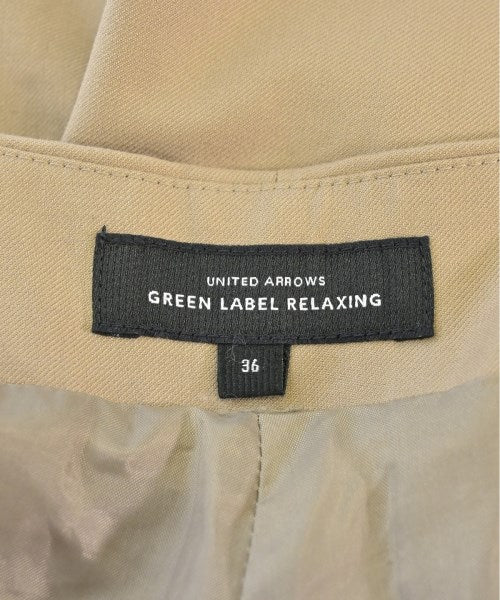 UNITED ARROWS
GREEN LABEL RELAXING
36